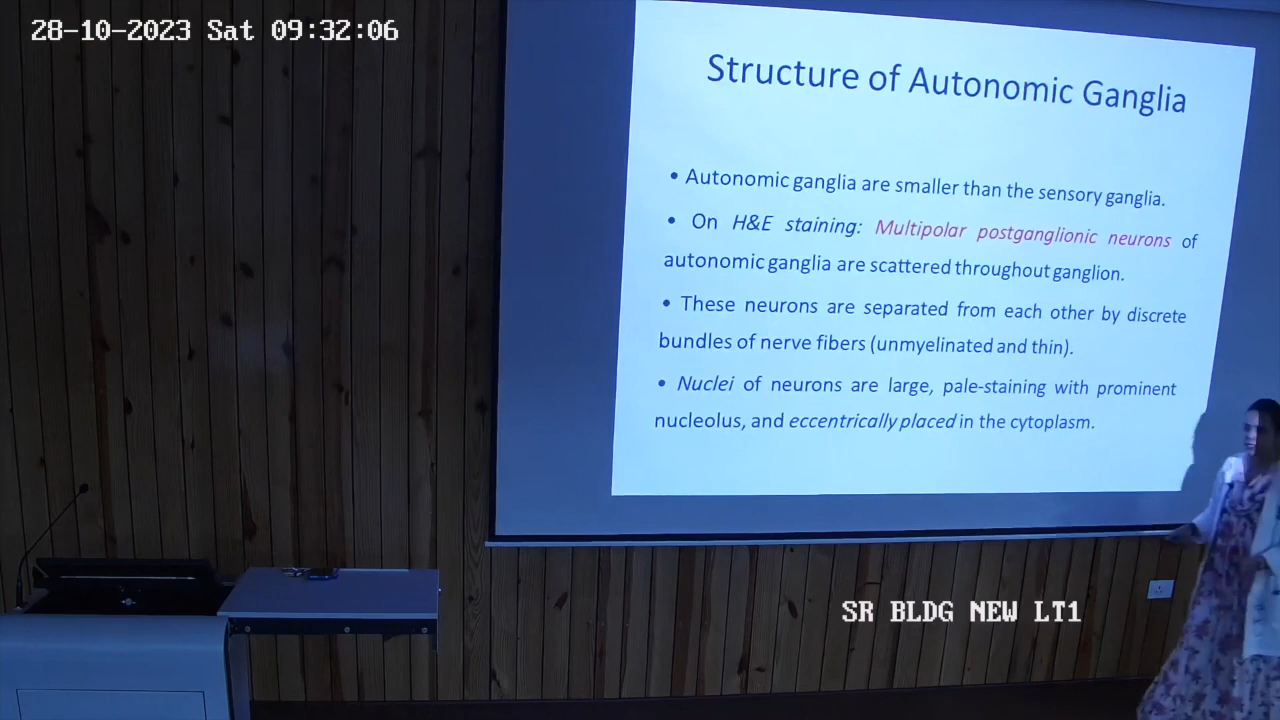 28-10-2023 Sat 09:32:06
Structure of Autonomic Ganglia
• Autonomic ganglia are smaller than the sensory ganglia.
• On H&E staining: Multipolar postganglionic neurons of
autonomic ganglia are scattered throughout ganglion.
• These neurons are separated from each other by discrete
bundles of nerve fibers (unmyelinated and thin).
• Nuclei of neurons are large, pale-staining with prominent
nucleolus, and eccentrically placed in the cytoplasm.
SR BLDG NEW LT1